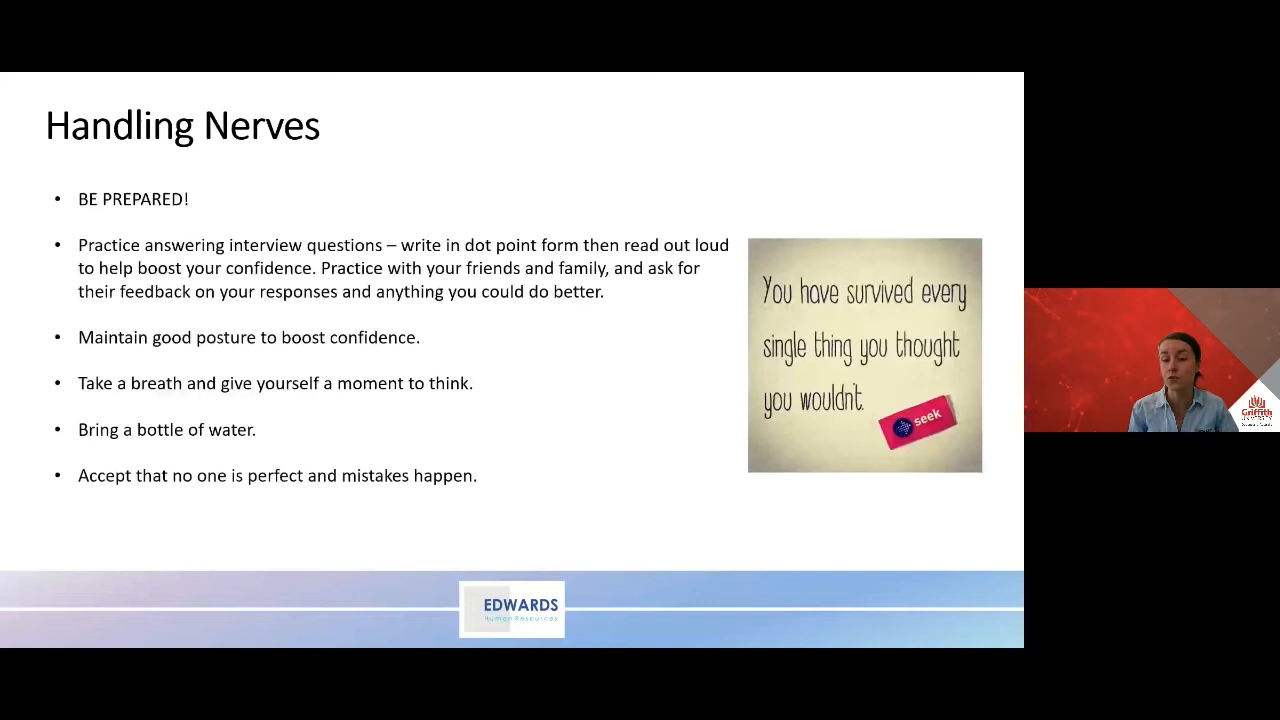 Handling Nerves
• BE PREPARED!
• Practice answering interview questions – write in dot point form then read out loud
to help boost your confidence. Practice with your friends and family, and ask for
their feedback on your responses and anything you could do better.
• Maintain good posture to boost confidence.
• Take a breath and give yourself a moment to think.
• Bring a bottle of water.
• Accept that no one is perfect and mistakes happen.
You have survived every
single thing you thought
you wouldn't.
seek
Griffith
UNIVERSITY
EDWARDS
Human Resources